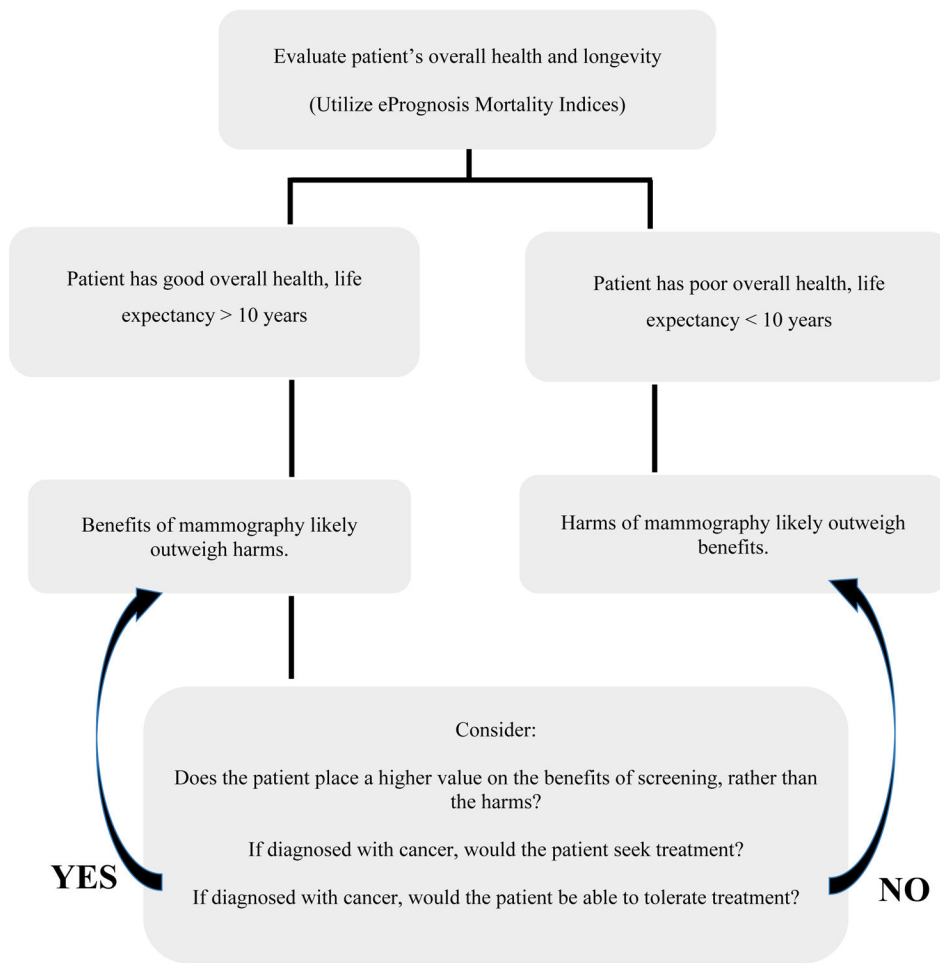 Evaluate patient’s overall health and longevity
(Utilize ePrognosis Mortality Indices)
Patient has good overall health, life
expectancy > 10 years
Patient has poor overall health, life
expectancy < 10 years
Benefits of mammography likely
outweigh harms.
Harms of mammography likely outweigh
benefits.
Consider:
Does the patient place a higher value on the benefits of screening, rather than
the harms?
If diagnosed with cancer, would the patient seek treatment?
If diagnosed with cancer, would the patient be able to tolerate treatment?
YES
NO